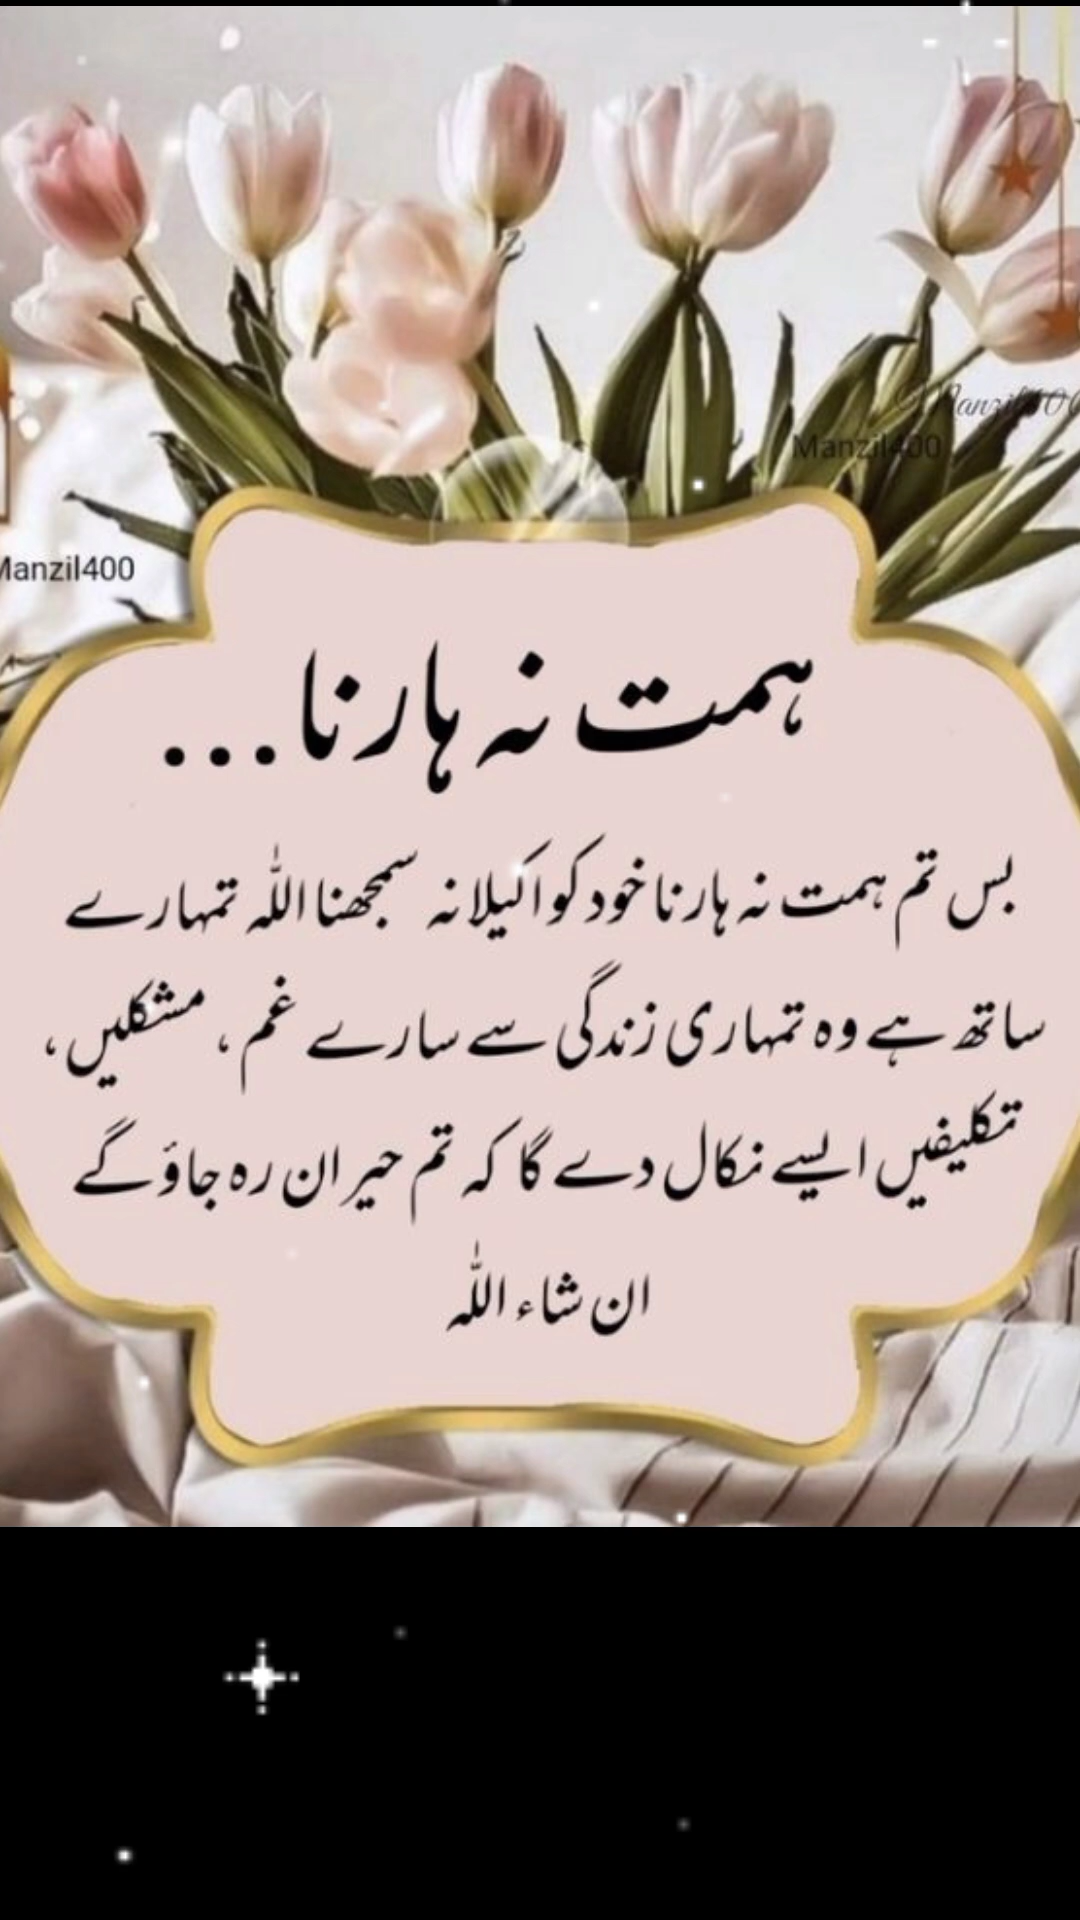 Manzil400
Manzil400
Manzil400
ہمت نہ ہارنا...
بس تم ہمت نہ ہارنا خود کو اکیلا نہ سمجھنا اللہ تمہارے
ساتھ ہے وہ تمہاری زندگی سے سارے غم، مشکلیں،
تکلیفیں ایسے نکال دے گا کہ تم حیران رہ جاؤ گے
ان شاء اللہ